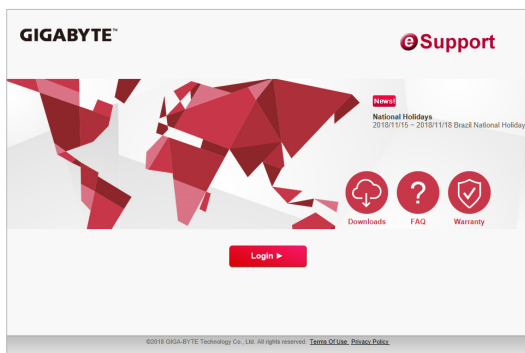 GIGABYTE™
eSupport
News!
National Holidays
2018/11/15 ~ 2018/11/18 Brazil National Holiday
Downloads
FAQ
Warranty
Login ►
©2018 GIGA-BYTE Technology Co., Ltd. All rights reserved. Terms Of Use Privacy Policy